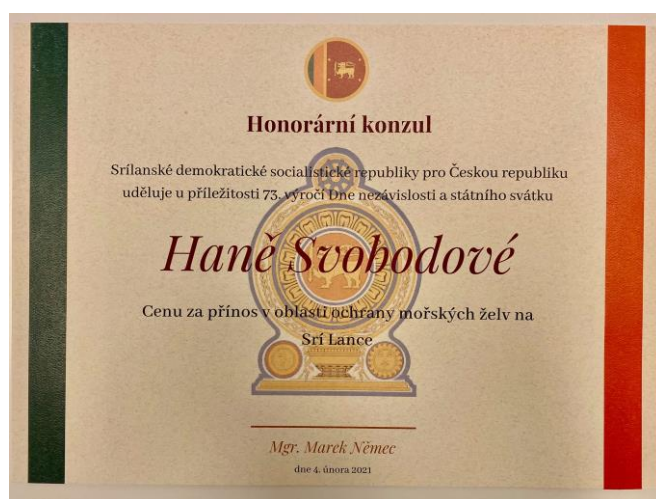 Honorární konzul
Srílanské demokratické socialistické republiky pro Českou republiku
uděluje u příležitosti 73. výročí Dne nezávislosti a státního svátku
Haně Svobodové
Cenu za přínos v oblasti ochrany mořských želv na
Srí Lance
Mgr. Marek Němec
dne 4. února 2021